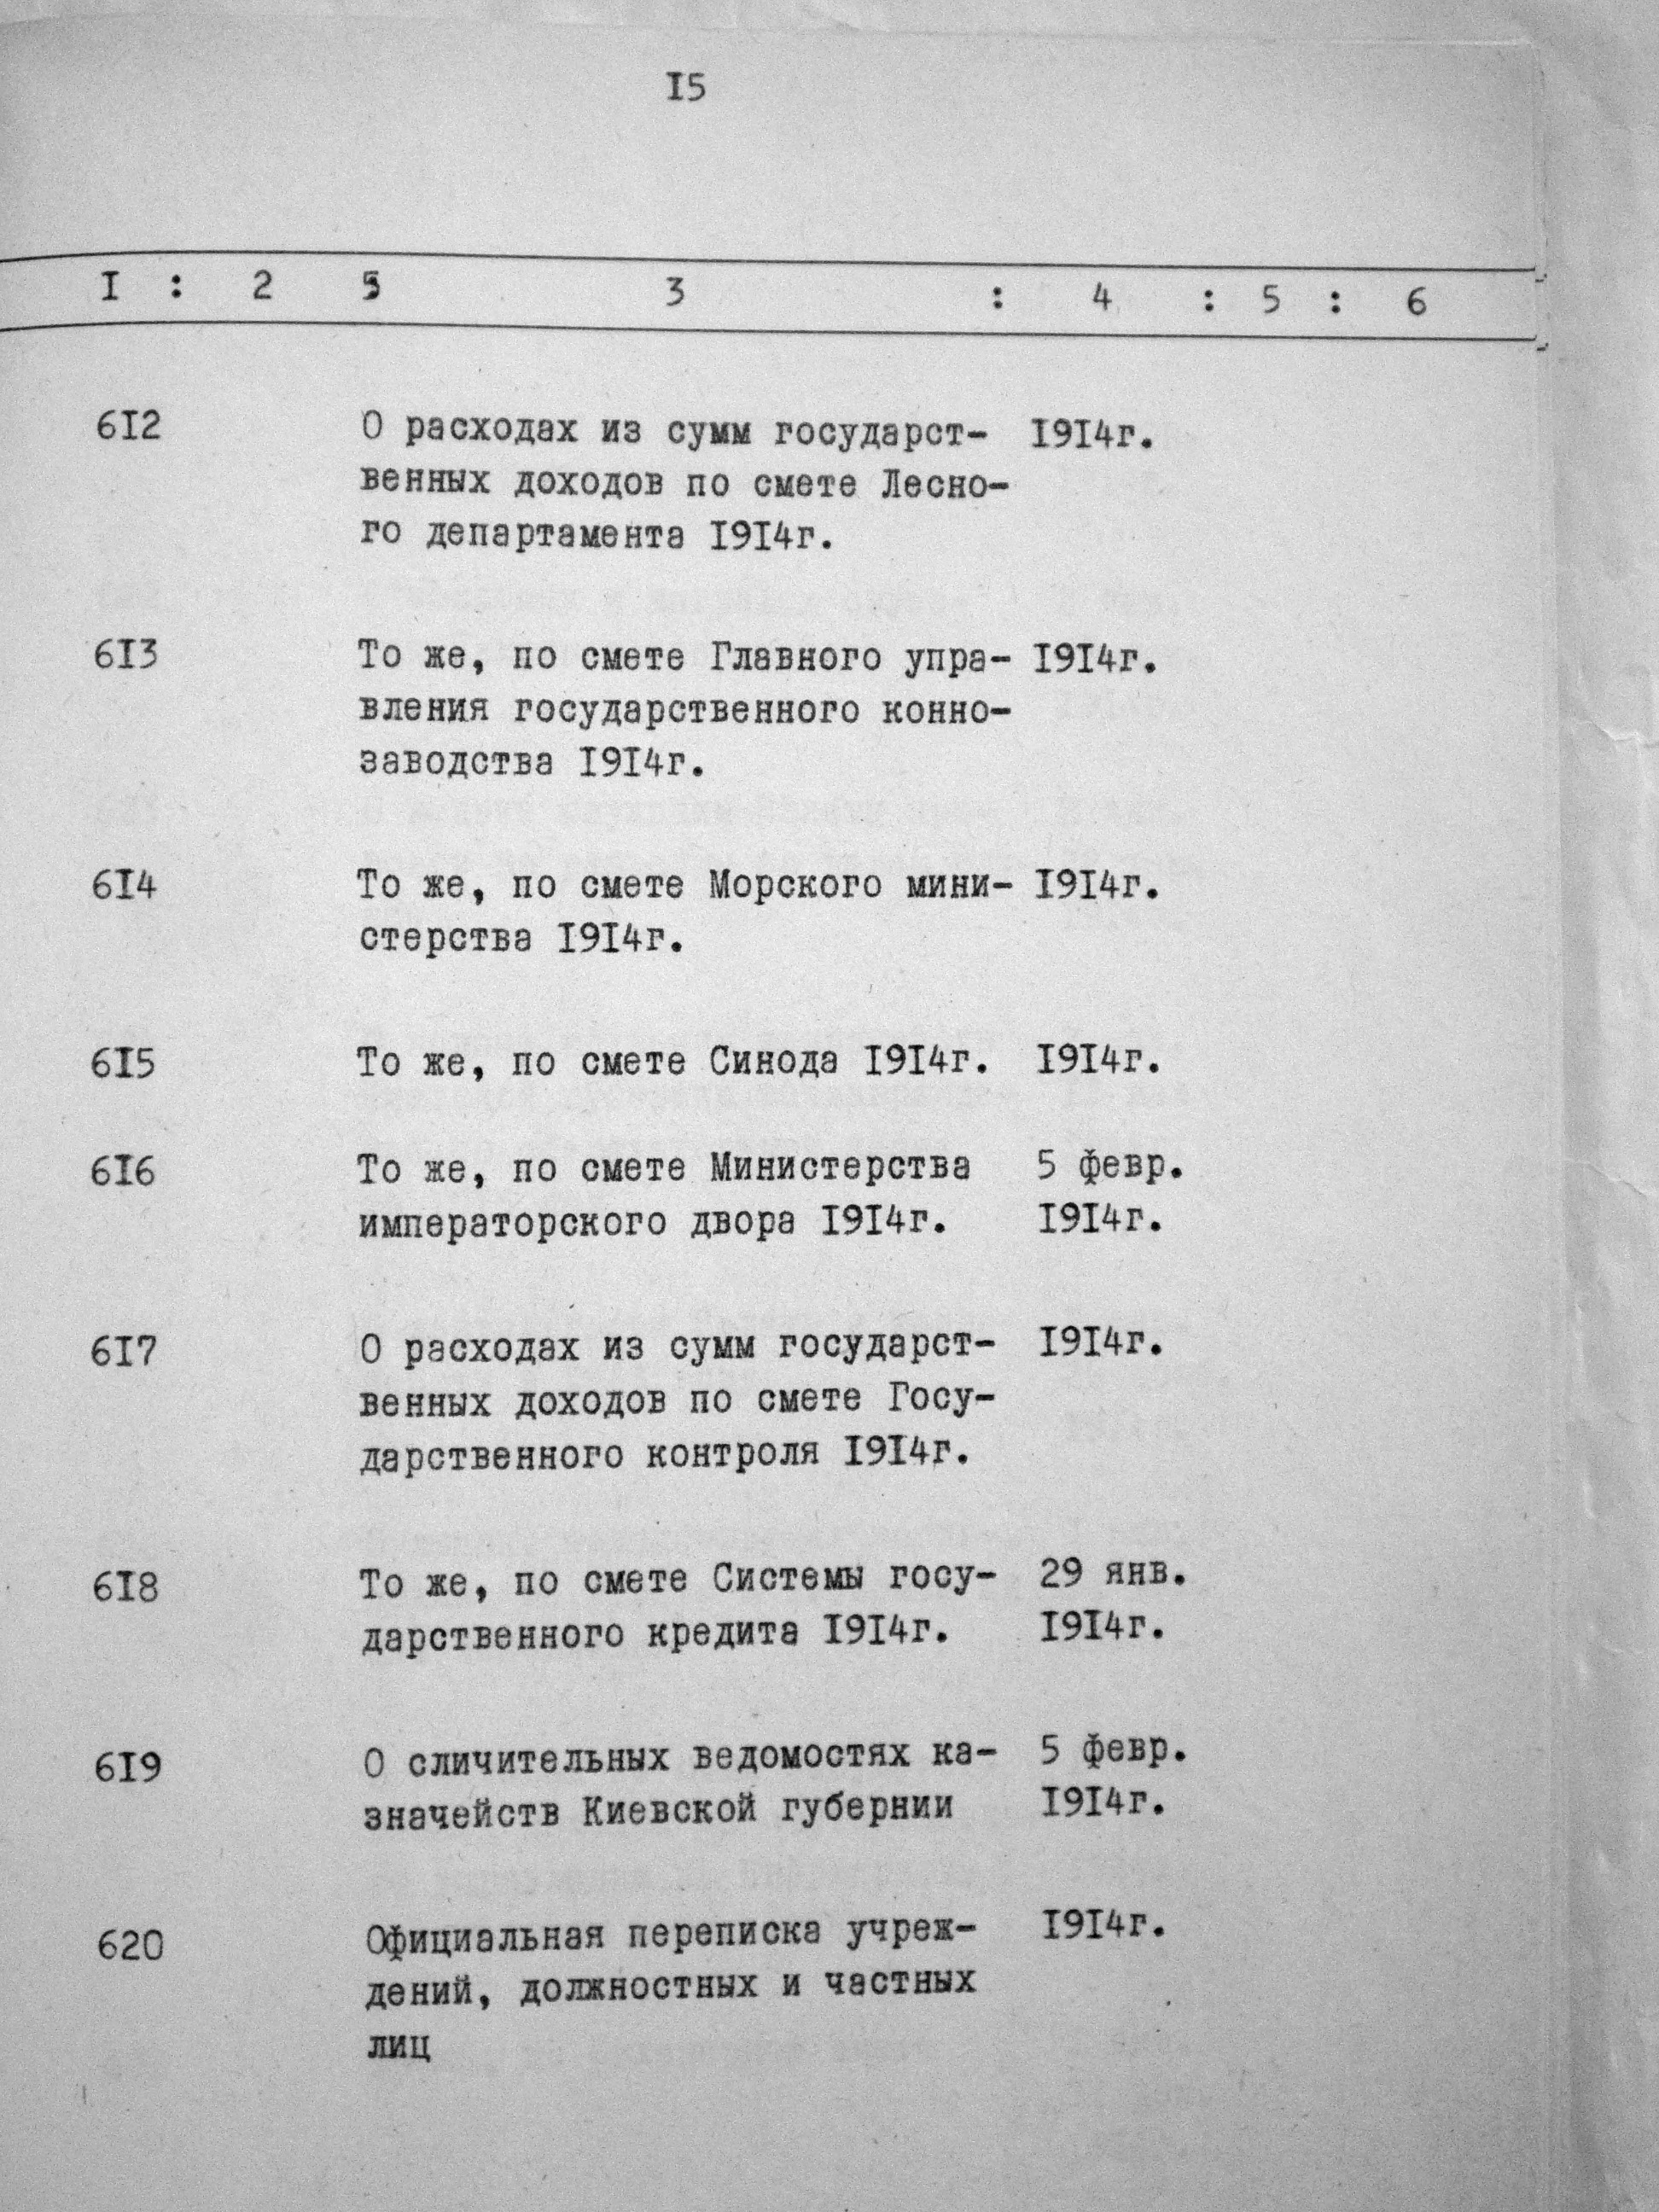 I5
I : 2 5 3 : 4 : 5 : 6
6I2 О расходах из сумм государст- I9I4г.
венных доходов по смете Лесно-
го департамента I9I4г.
6I3 То же, по смете Главного упра- I9I4г.
вления государственного конно-
заводства I9I4г.
6I4 То же, по смете Морского мини- I9I4г.
стерства I9I4г.
6I5 То же, по смете Синода I9I4г. I9I4г.
6I6 То же, по смете Министерства 5 февр.
императорского двора I9I4г. I9I4г.
6I7 О расходах из сумм государст- I9I4г.
венных доходов по смете Госу-
дарственного контроля I9I4г.
6I8 То же, по смете Системы госу- 29 янв.
дарственного кредита I9I4г. I9I4г.
6I9 О сличительных ведомостях ка- 5 февр.
значейств Киевской губернии I9I4г.
620 Официальная переписка учреж- I9I4г.
дений, должностных и частных
лиц